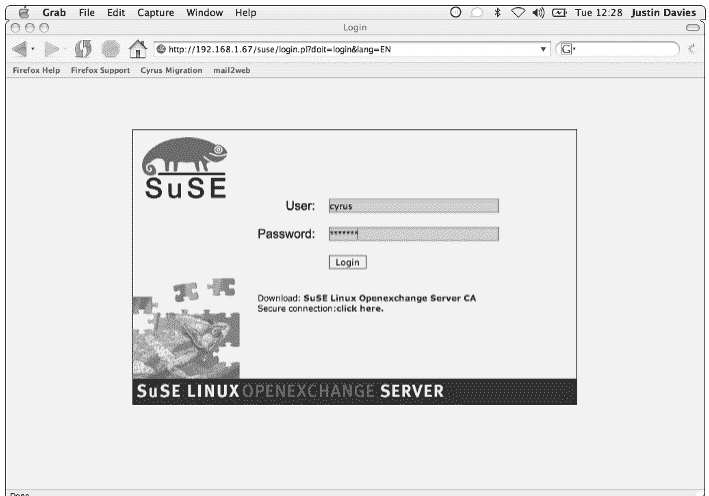 Grab File Edit Capture Window Help Tue 12:28 Justin Davies
Login
http://192.168.1.67/suse/login.pl?doit=login&lang=EN G
Firefox Help Firefox Support Cyrus Migration mail2web
SuSE
User: cyrus
Password: *******
Login
Download: SuSE Linux Openexchange Server CA
Secure connection:click here.
SuSE LINUX OPENEXCHANGE SERVER
Done